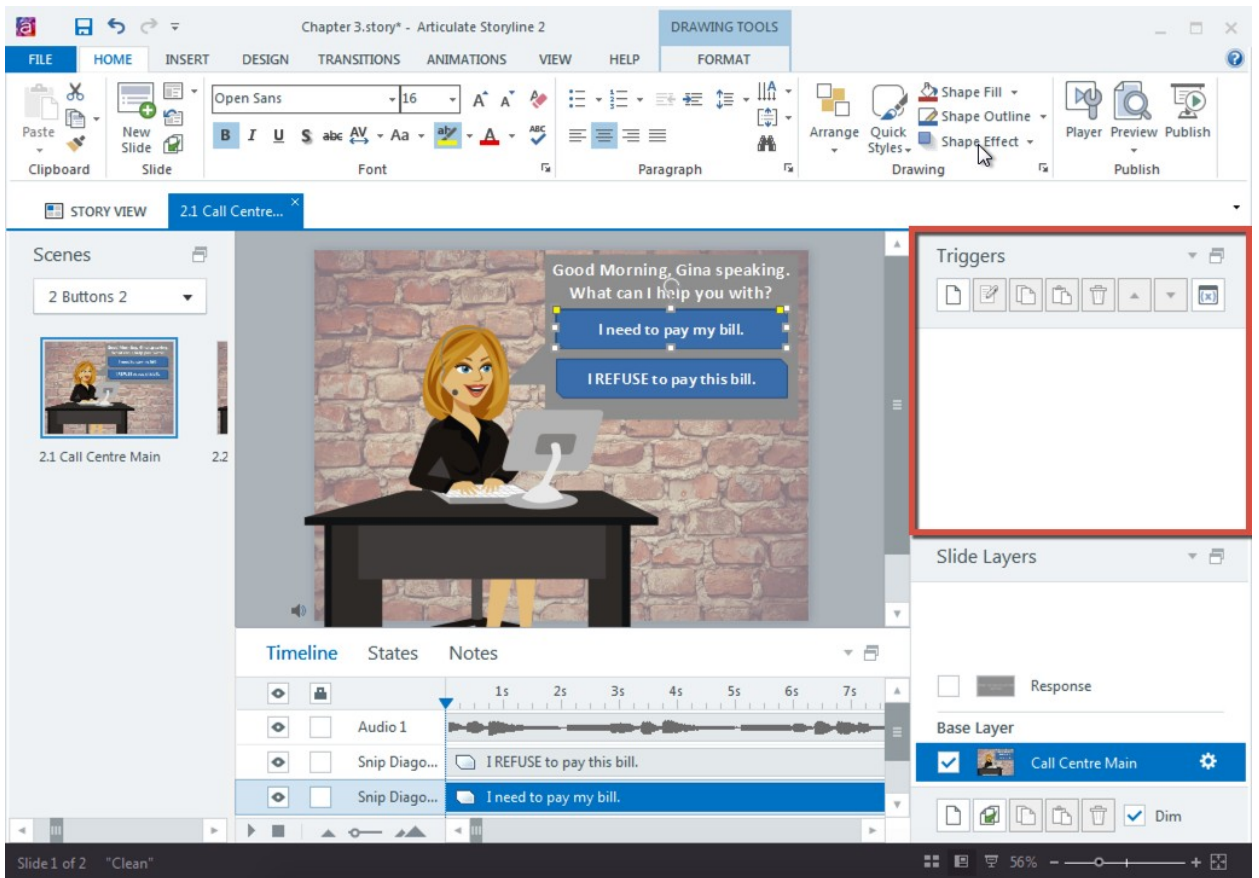 Chapter 3.story* - Articulate Storyline 2
DRAWING TOOLS
FILE HOME INSERT DESIGN TRANSITIONS ANIMATIONS VIEW HELP FORMAT
Paste
New Slide
Open Sans 16
B I U S abc AV Aa aby A ABC
Arrange
Quick Styles
Shape Fill
Shape Outline
Shape Effect
Player Preview Publish
Clipboard Slide Font Paragraph Drawing Publish
STORY VIEW 2.1 Call Centre...
Scenes
2 Buttons 2
2.1 Call Centre Main 2.2
Good Morning, Gina speaking.
What can I help you with?
I need to pay my bill.
I REFUSE to pay this bill.
Triggers
Slide Layers
Response
Base Layer
Call Centre Main
Dim
Timeline States Notes
1s 2s 3s 4s 5s 6s 7s
Audio 1
Snip Diago... I REFUSE to pay this bill.
Snip Diago... I need to pay my bill.
Slide 1 of 2 "Clean" 56%